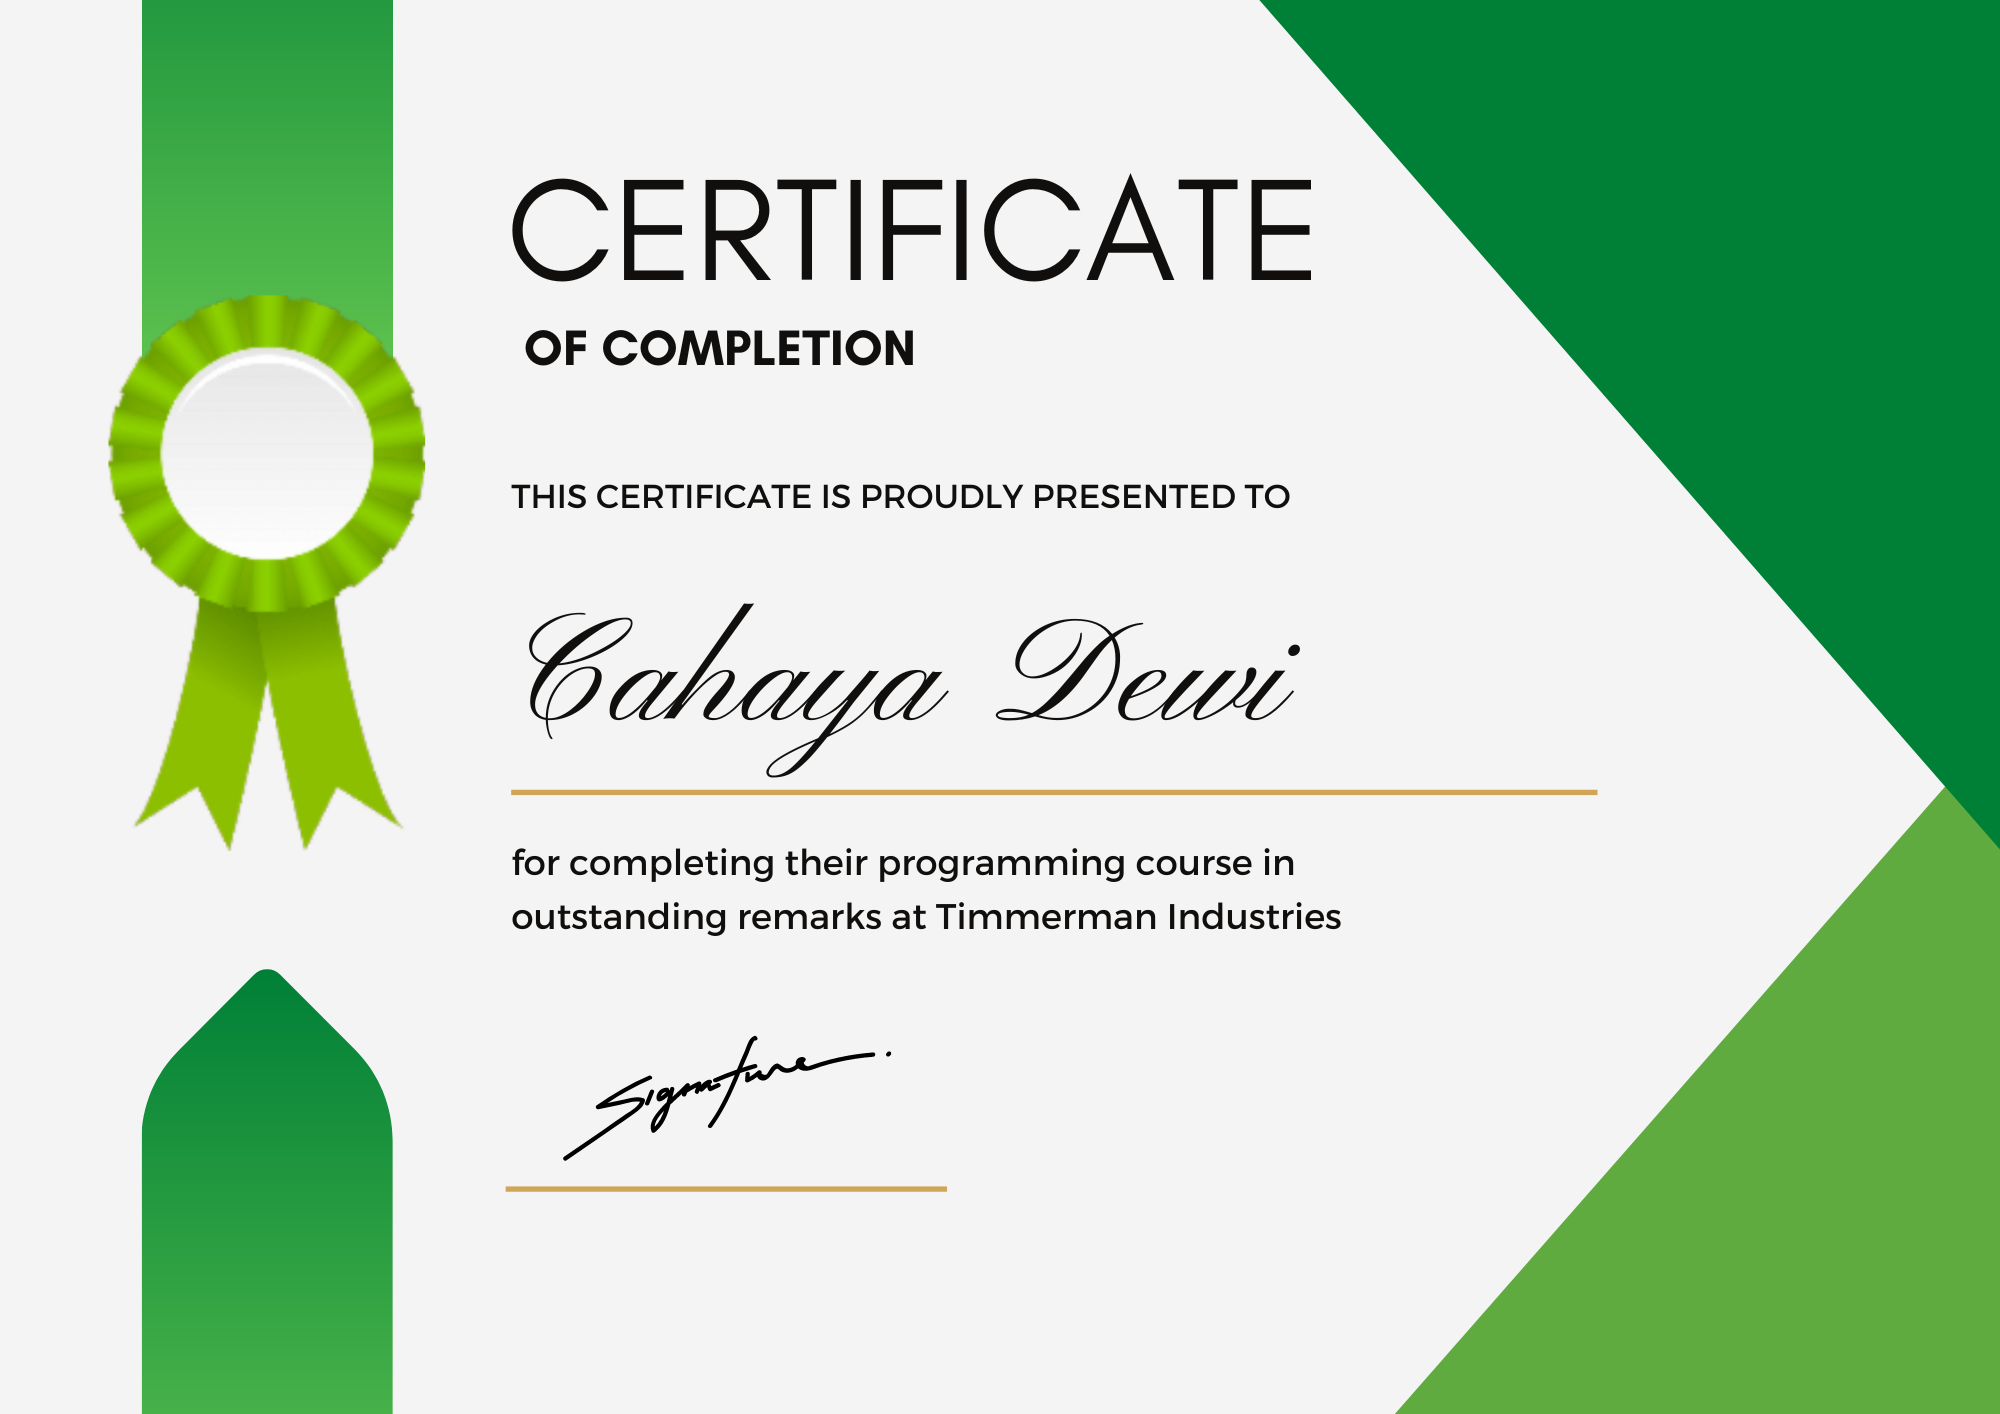 CERTIFICATE
OF COMPLETION
THIS CERTIFICATE IS PROUDLY PRESENTED TO
Cahaya Dewi
for completing their programming course in
outstanding remarks at Timmerman Industries
Signature